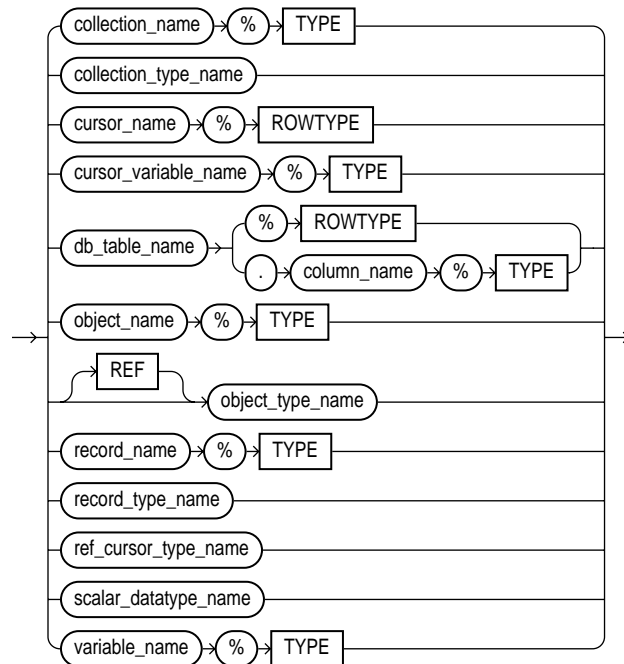 collection_name % TYPE
collection_type_name
cursor_name % ROWTYPE
cursor_variable_name % TYPE
% ROWTYPE
db_table_name
. column_name % TYPE
object_name % TYPE
REF
object_type_name
record_name % TYPE
record_type_name
ref_cursor_type_name
scalar_datatype_name
variable_name % TYPE